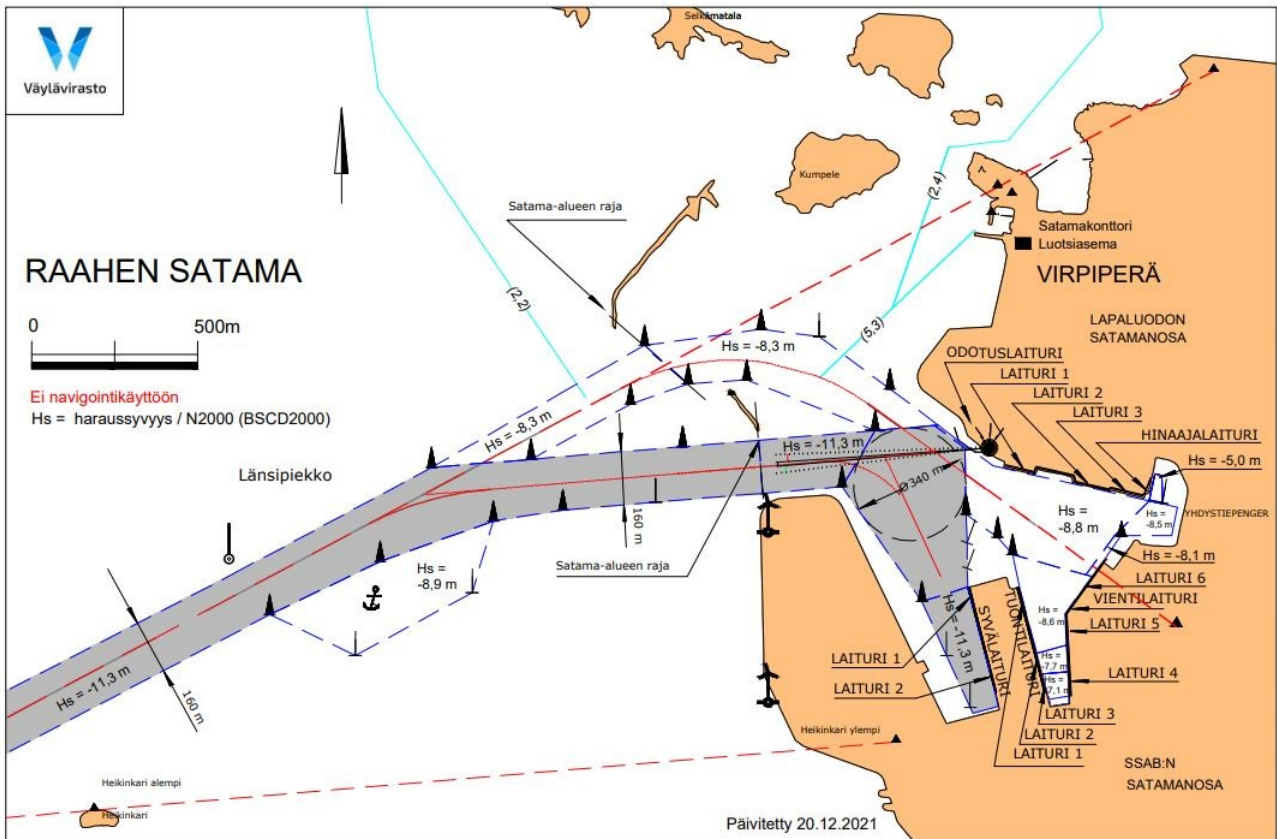 Väylävirasto
Selkämatala
Kumpele
Satama-alueen raja
(2,4)
Satamakonttori
Luotsiasema
VIRPIPERÄ
RAAHEN SATAMA
0 500m
Ei navigointikäyttöön
Hs = haraussyvyys / N2000 (BSCD2000)
(2,2)
(5,3)
LAPALUODON
SATAMANOSA
ODOTUSLAITURI
LAITURI 1
LAITURI 2
LAITURI 3
HINAAJALAITURI
Hs = -8,3 m
Hs = -8,3 m
Hs = -11,3 m
Hs = -5,0 m
Länsipiekko
Ø 340 m
160 m
Hs =
-8,8 m
Hs =
-8,5 m
YHDYSTIEPENGER
Hs = -8,1 m
Satama-alueen raja
Hs =
-8,9 m
LAITURI 6
VIENTILAITURI
LAITURI 5
Hs =
-8,6 m
Hs = -11,3 m
SYVÄLAITURI
TUONTILAITURI
LAITURI 1
LAITURI 2
Hs =
-7,7 m
Hs =
-7,1 m
LAITURI 4
LAITURI 3
LAITURI 2
LAITURI 1
Hs = -11,3 m
160 m
Heikinkari ylempi
SSAB:N
SATAMANOSA
Heikinkari alempi
Heikinkari
Päivitetty 20.12.2021